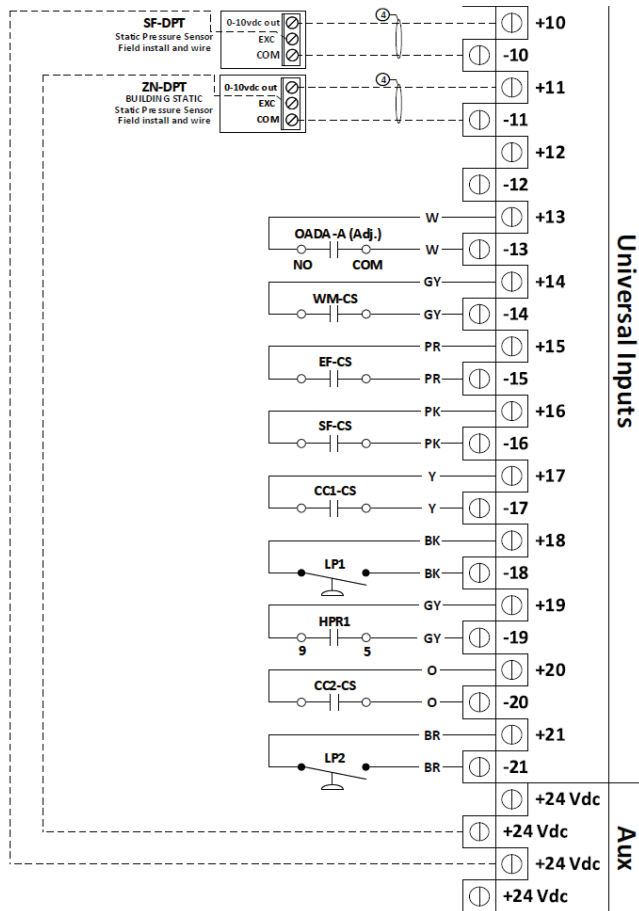 SF-DPT
Static Pressure Sensor
Field install and wire
0-10vdc out
EXC
COM
4
+10
-10
ZN-DPT
BUILDING STATIC
Static Pressure Sensor
Field install and wire
0-10vdc out
EXC
COM
4
+11
-11
+12
-12
W
+13
OADA-A (Adj.)
NO
COM
W
-13
GY
+14
WM-CS
GY
-14
PR
+15
EF-CS
PR
-15
PK
+16
SF-CS
PK
-16
Y
+17
CC1-CS
Y
-17
BK
+18
LP1
BK
-18
GY
+19
HPR1
9
5
GY
-19
O
+20
CC2-CS
O
-20
BR
+21
LP2
BR
-21
Universal Inputs
+24 Vdc
+24 Vdc
+24 Vdc
+24 Vdc
Aux